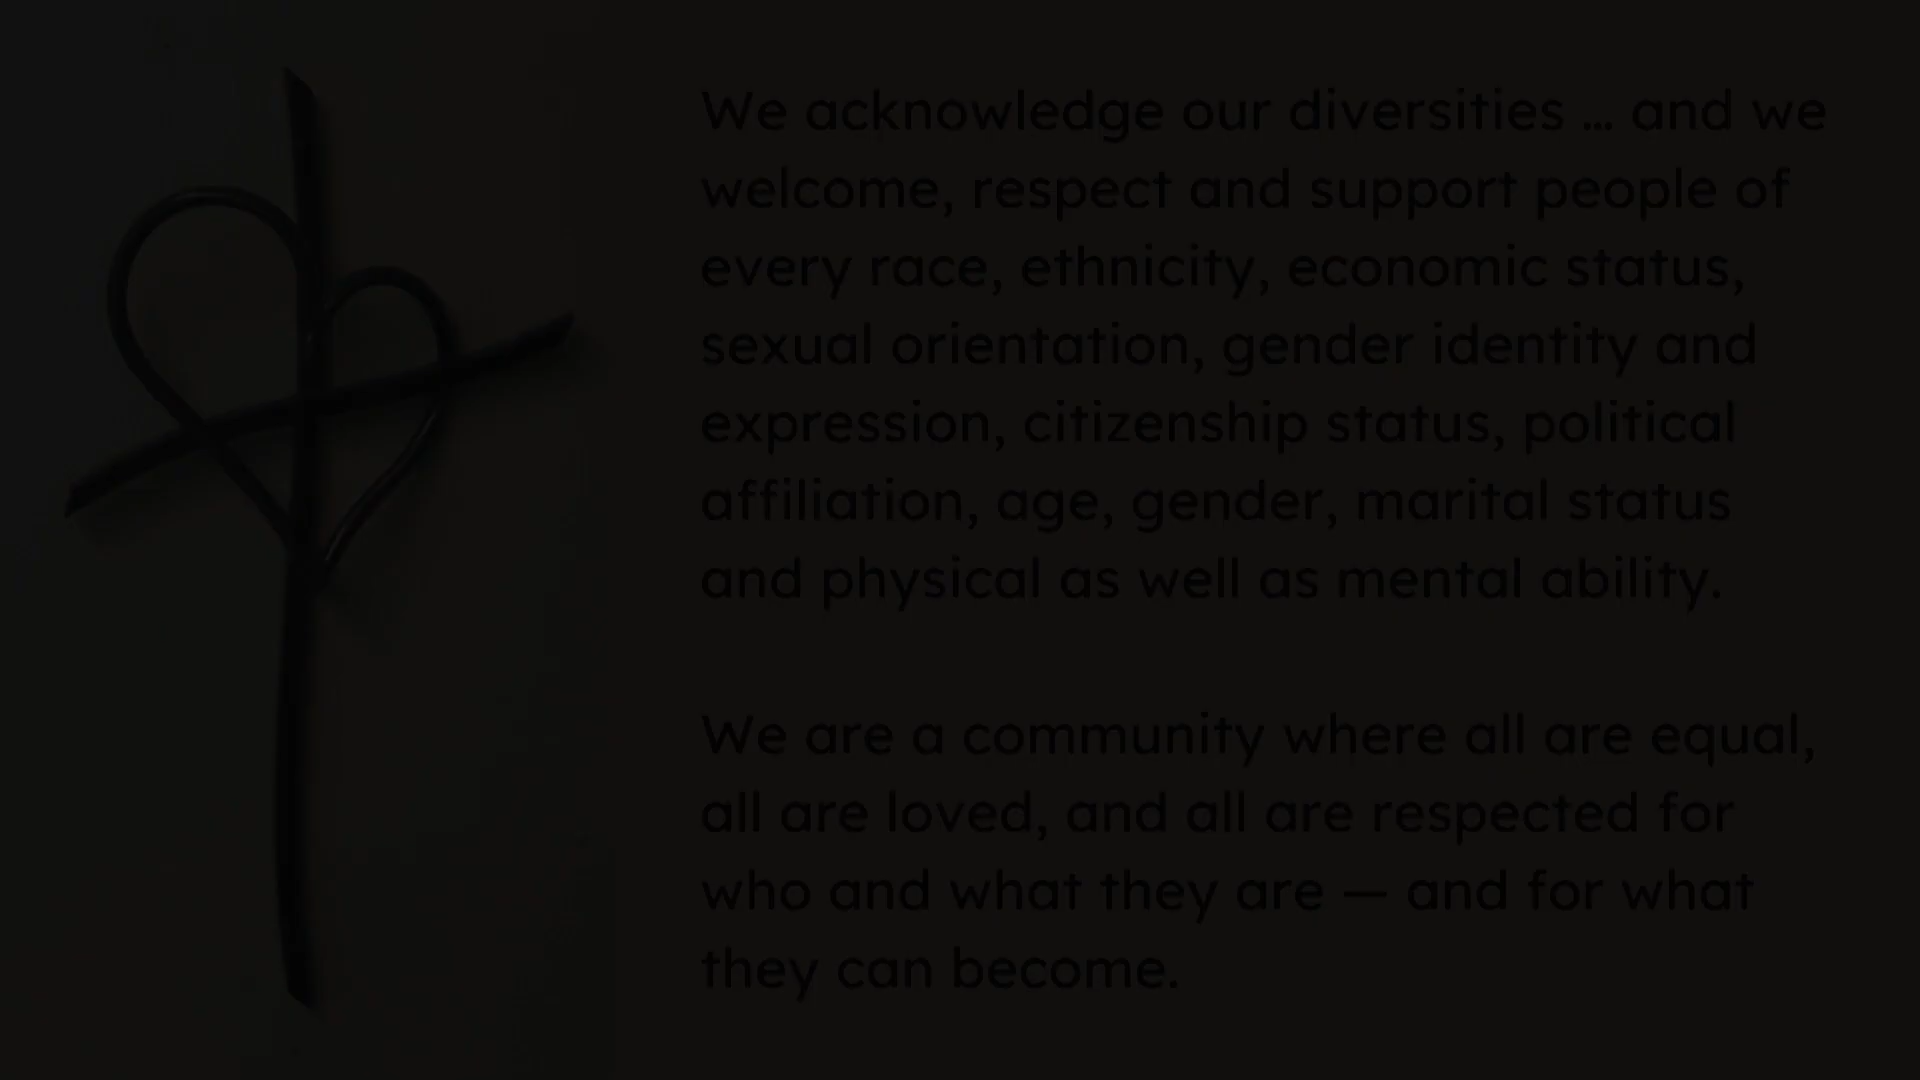 We acknowledge our diversities ... and we
welcome, respect and support people of
every race, ethnicity, economic status,
sexual orientation, gender identity and
expression, citizenship status, political
affiliation, age, gender, marital status
and physical as well as mental ability.
We are a community where all are equal,
all are loved, and all are respected for
who and what they are — and for what
they can become.